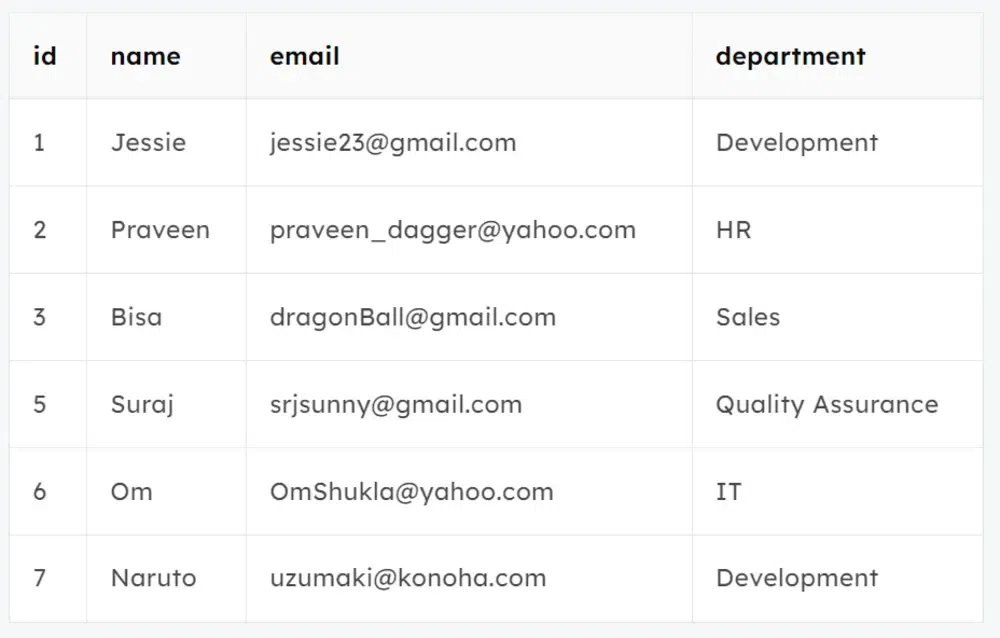 id name email department
1 Jessie jessie23@gmail.com Development
2 Praveen praveen_dagger@yahoo.com HR
3 Bisa dragonBall@gmail.com Sales
5 Suraj srjsunny@gmail.com Quality Assurance
6 Om OmShukla@yahoo.com IT
7 Naruto uzumaki@konoha.com Development